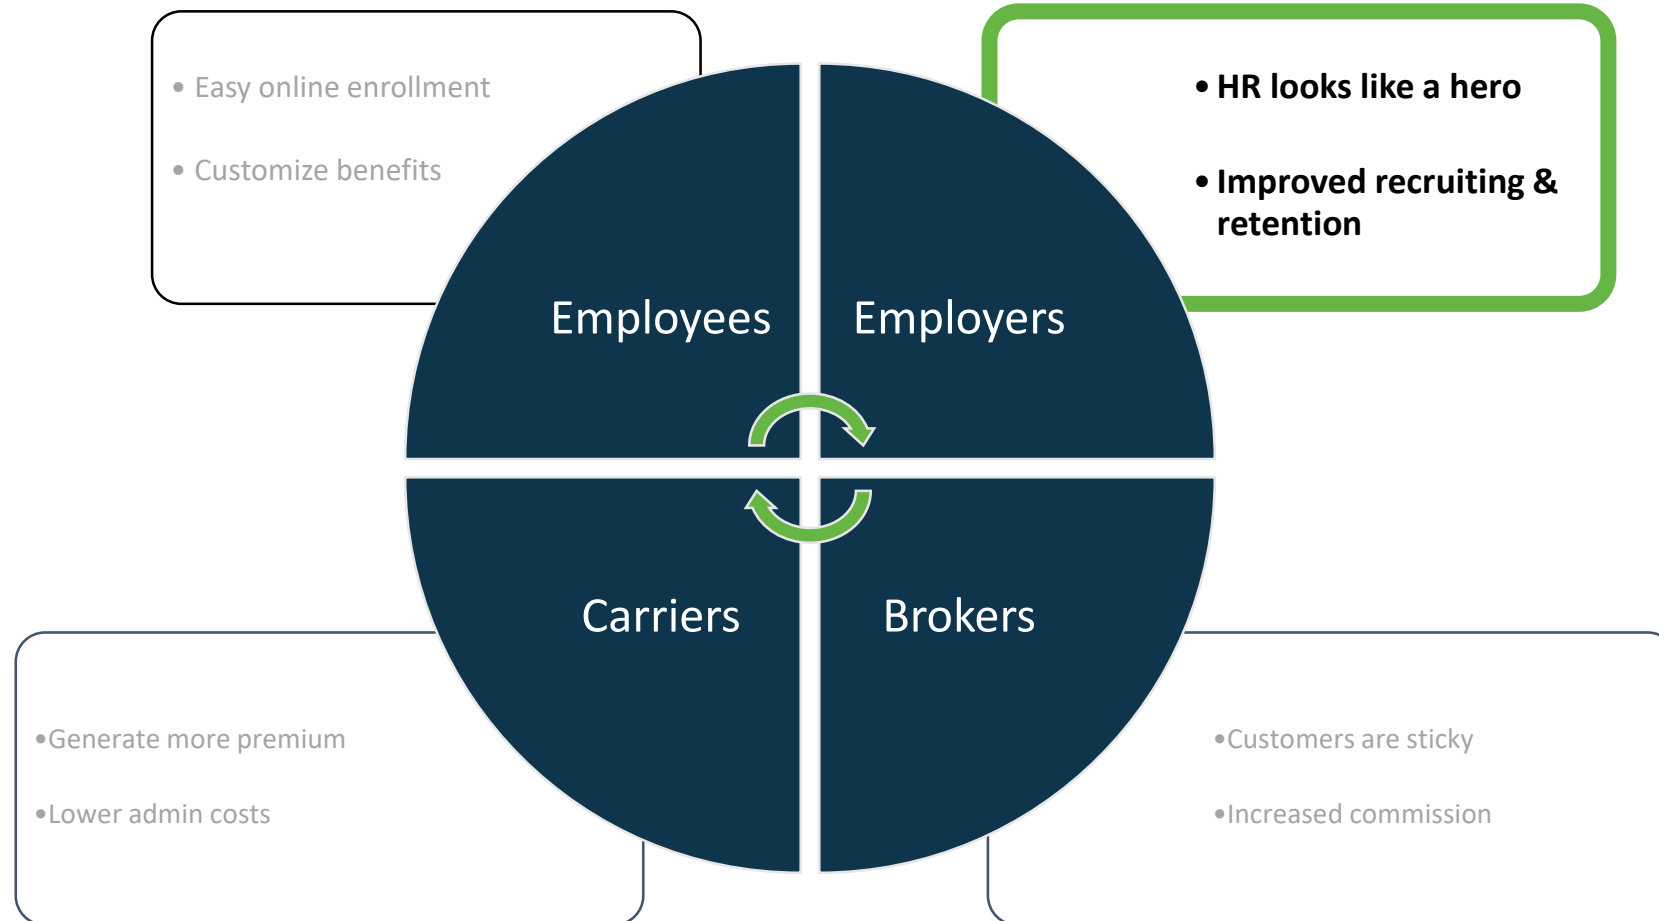 • Easy online enrollment
• Customize benefits
• HR looks like a hero
• Improved recruiting &
retention
Employees
Employers
Carriers
Brokers
•Generate more premium
•Lower admin costs
•Customers are sticky
•Increased commission